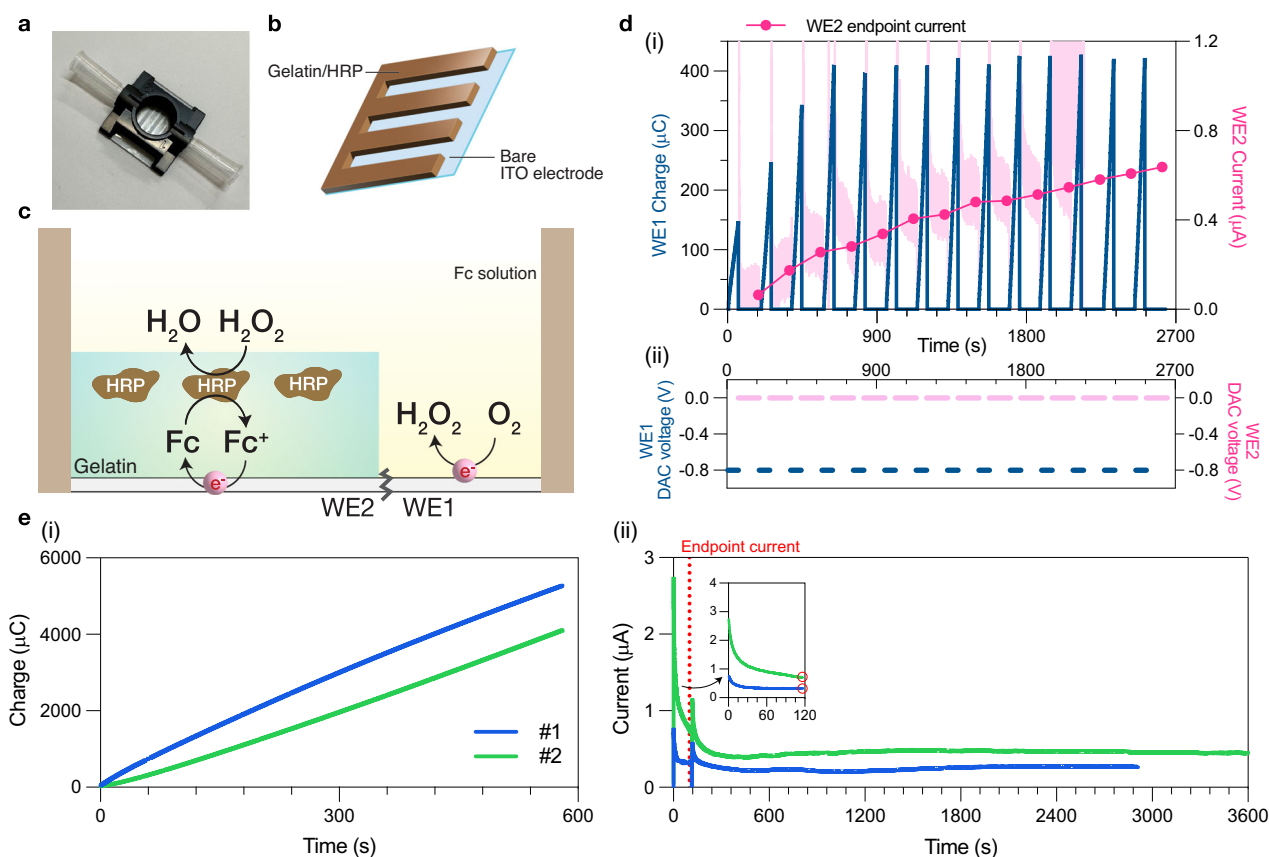 a
b
Gelatin/HRP
Bare
ITO electrode
c
Fc solution
H2O H2O2
HRP HRP HRP
H2O2 O2
Fc Fc+
Gelatin
e-
e-
WE2 WE1
d
WE2 endpoint current
(i)
WE1 Charge (µC)
400
300
200
100
0
WE2 Current (µA)
1.2
0.8
0.4
0.0
0 900 1800 2700
Time (s)
(ii)
0 900 1800 2700
WE1
DAC voltage (V)
0.0
-0.4
-0.8
0.0
-0.4
-0.8
WE2
DAC voltage (V)
e
(i)
Charge (µC)
6000
4000
2000
0
#1
#2
0 300 600
Time (s)
(ii)
Endpoint current
Current (µA)
3
2
1
0
4
3
2
1
0
0 60 120
0 600 1200 1800 2400 3000 3600
Time (s)